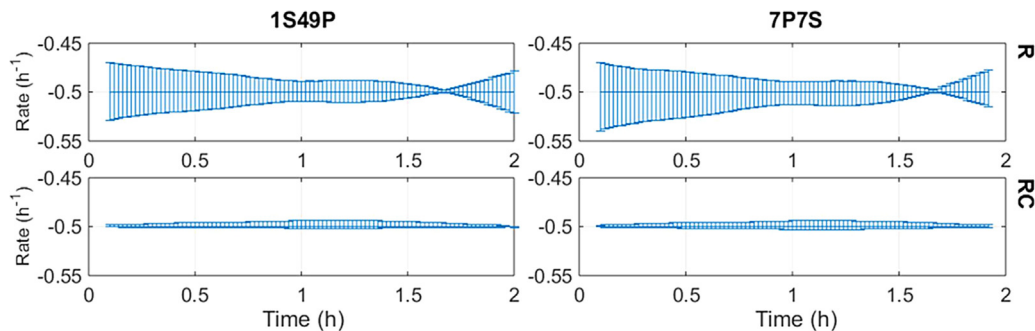 1S49P 7P7S
-0.45 -0.45 R
Rate (h-1) -0.5 -0.5
-0.55 -0.55
0 0.5 1 1.5 2 0 0.5 1 1.5 2
-0.45 -0.45 RC
Rate (h-1) -0.5 -0.5
-0.55 -0.55
0 0.5 1 1.5 2 0 0.5 1 1.5 2
Time (h) Time (h)